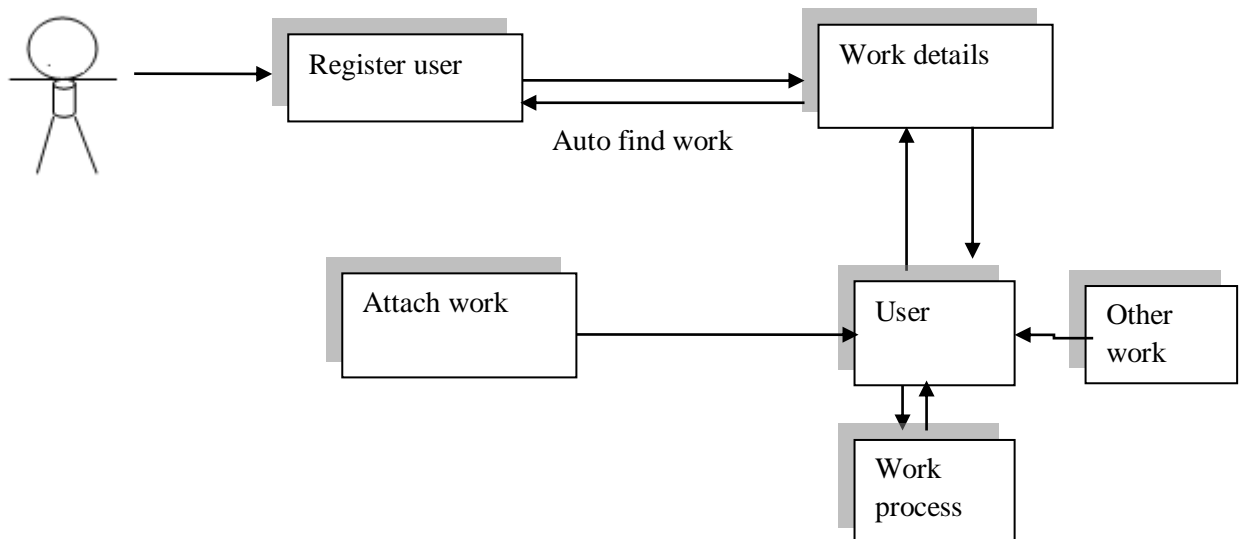 Register user
Work details
Auto find work
Attach work
User
Other
work
Work
process